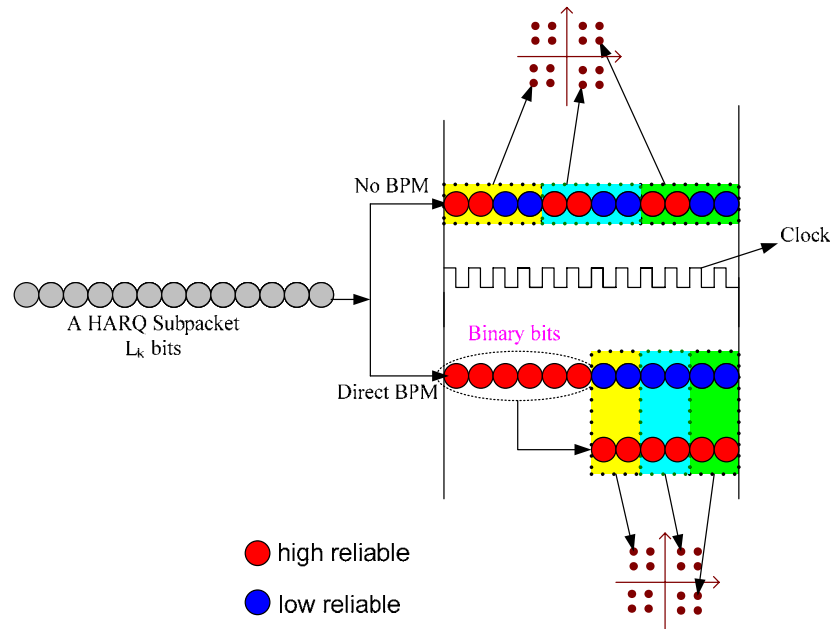 No BPM
Clock
A HARQ Subpacket
Lk bits
Binary bits
Direct BPM
high reliable
low reliable